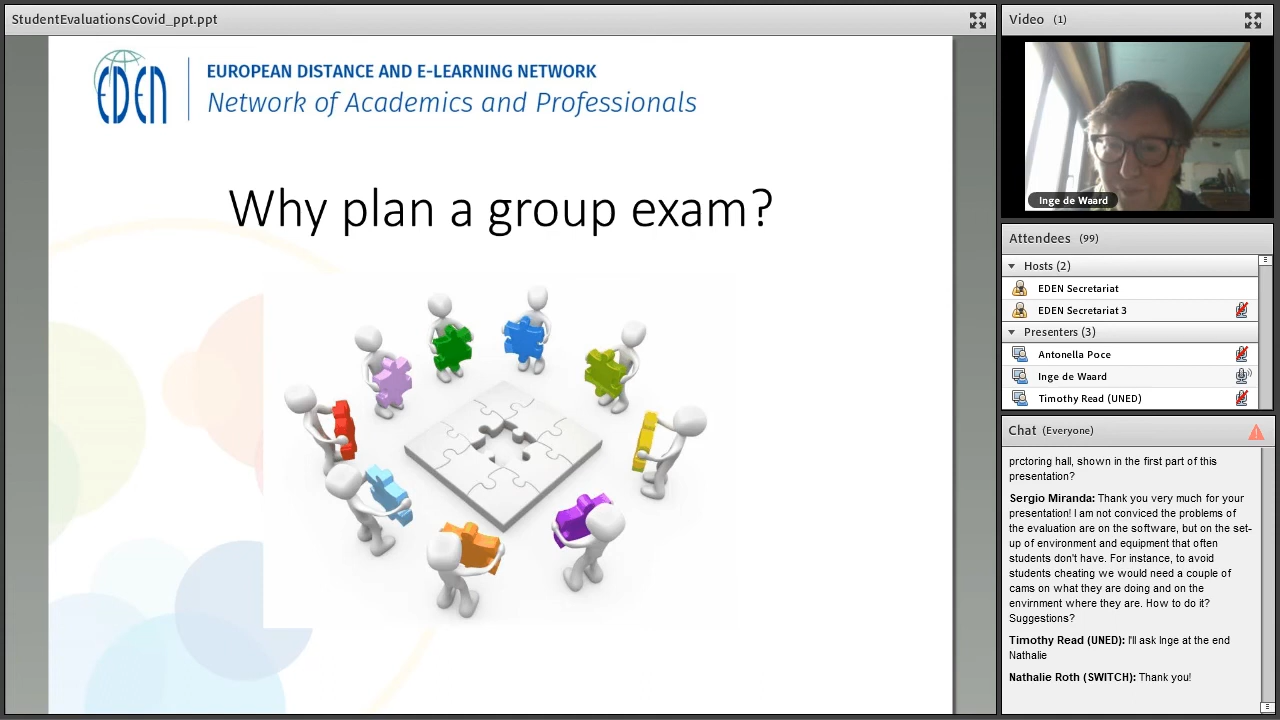 StudentEvaluationsCovid_ppt.ppt
EDEN
EUROPEAN DISTANCE AND E-LEARNING NETWORK
Network of Academics and Professionals
Why plan a group exam?
Video (1)
Inge de Waard
Attendees (99)
Hosts (2)
EDEN Secretariat
EDEN Secretariat 3
Presenters (3)
Antonella Poce
Inge de Waard
Timothy Read (UNED)
Chat (Everyone)
prctoring hall, shown in the first part of this
presentation?
Sergio Miranda: Thank you very much for your
presentation! I am not conviced the problems of
the evaluation are on the software, but on the set-
up of environment and equipment that often
students don't have. For instance, to avoid
students cheating we would need a couple of
cams on what they are doing and on the
envirnment where they are. How to do it?
Suggestions?
Timothy Read (UNED): I'll ask Inge at the end
Nathalie
Nathalie Roth (SWITCH): Thank you!